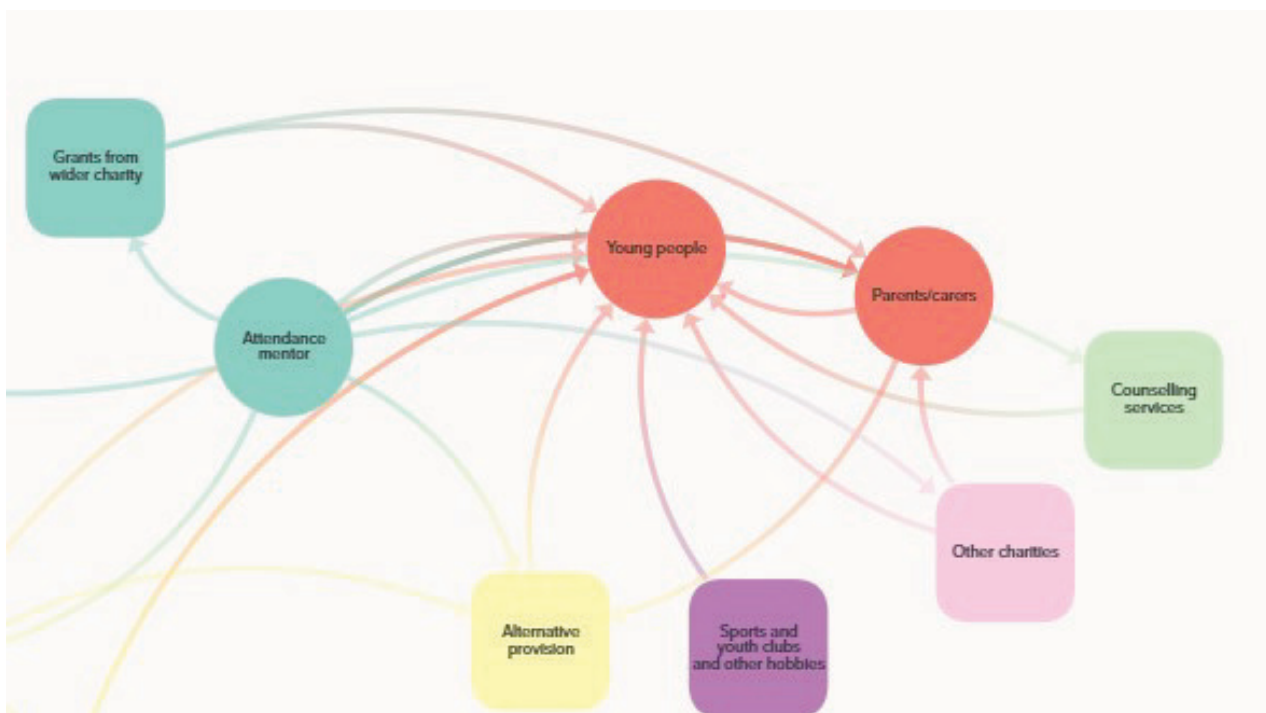 Grants from
wider charity
Young people
Parents/carers
Attendance
mentor
Counselling
services
Other charities
Alternative
provision
Sports and
youth clubs
and other hobbies